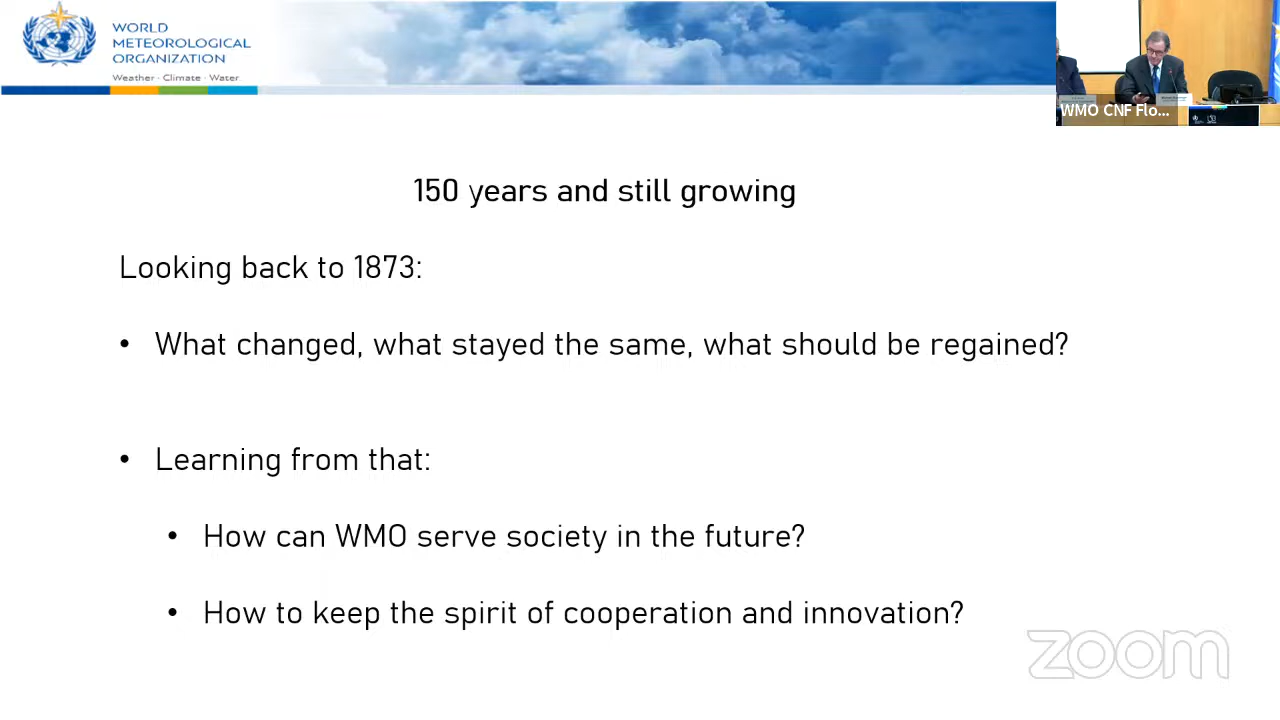 WORLD
METEOROLOGICAL
ORGANIZATION
Weather · Climate · Water
WMO CNF Flo...
150 years and still growing
Looking back to 1873:
• What changed, what stayed the same, what should be regained?
• Learning from that:
• How can WMO serve society in the future?
• How to keep the spirit of cooperation and innovation?
zoom